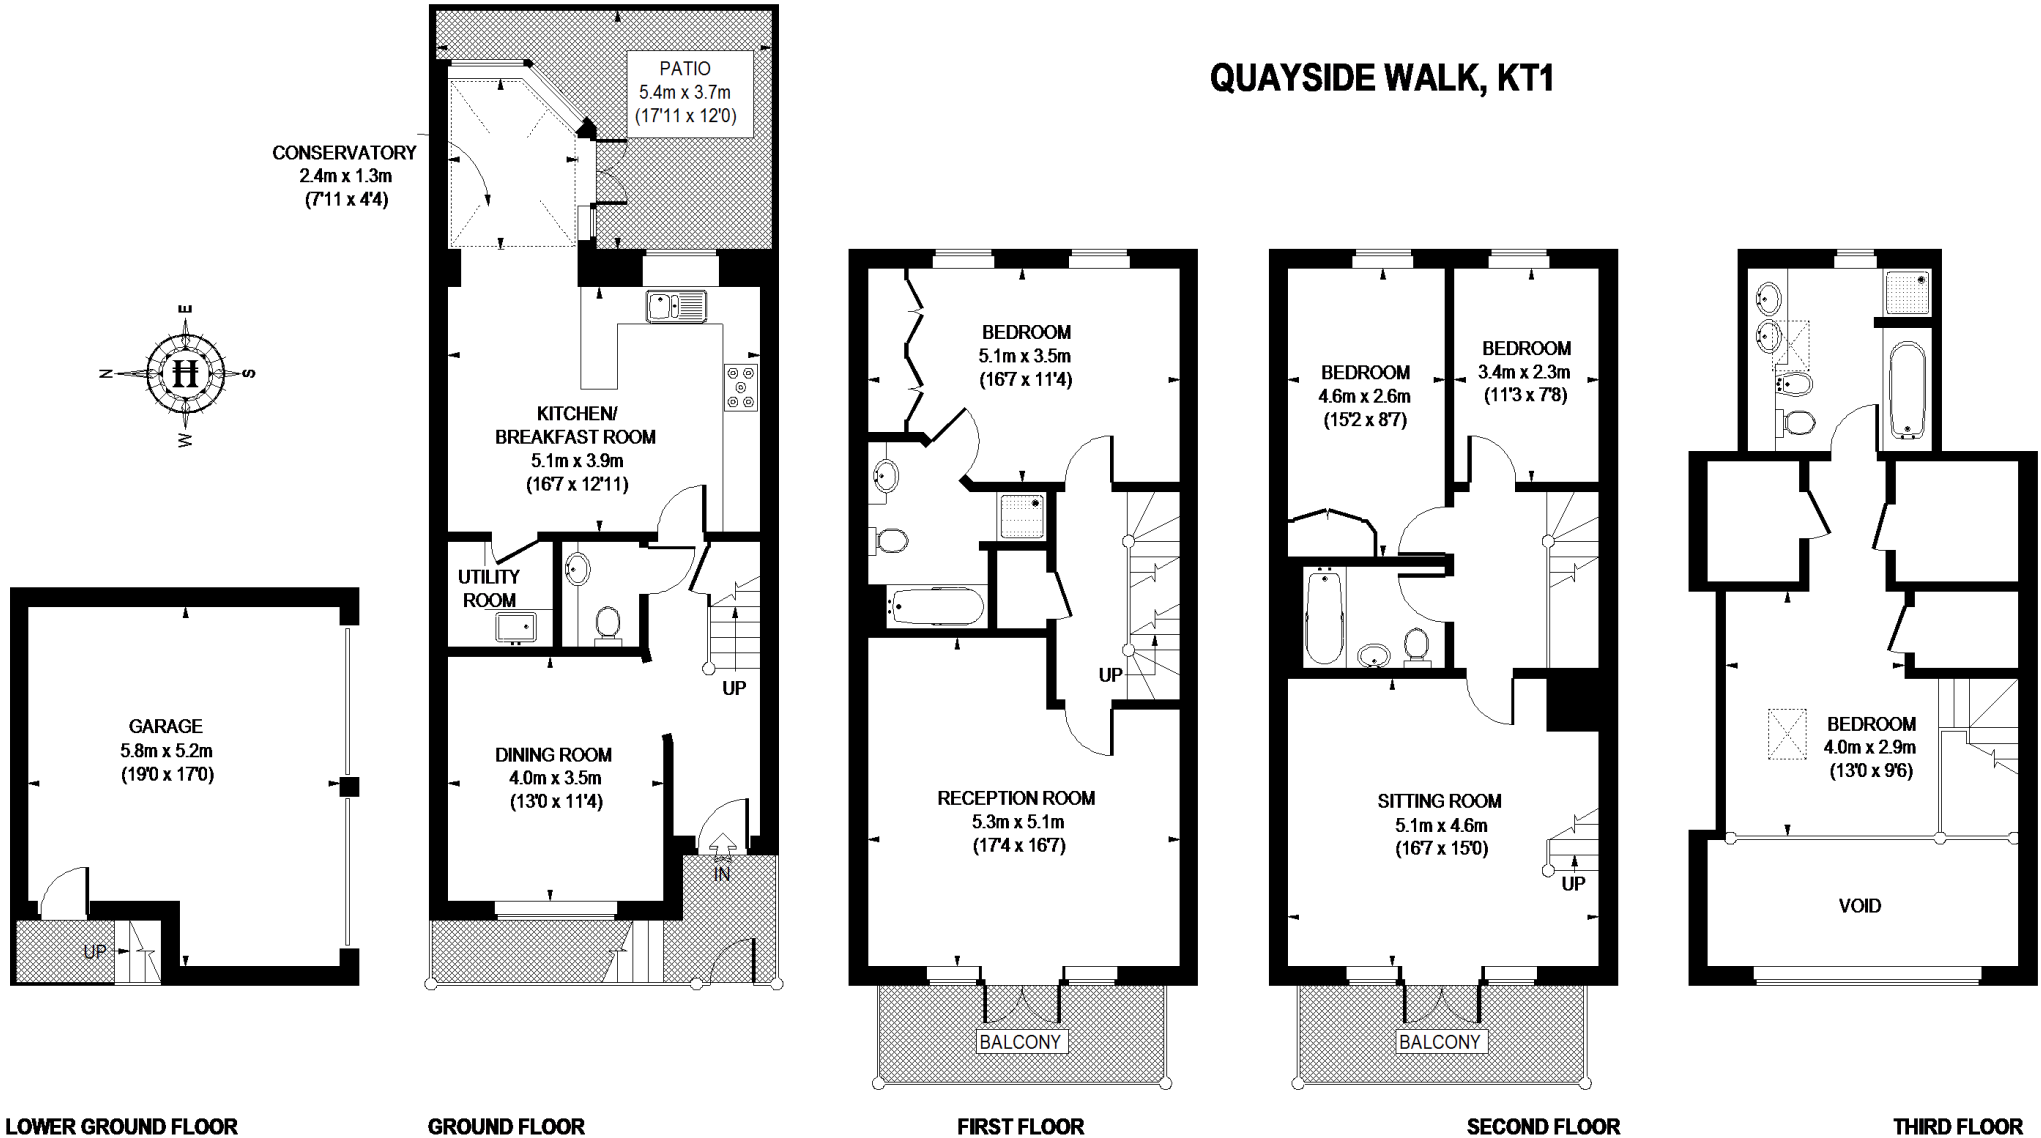 QUAYSIDE WALK, KT1
PATIO
5.4m x 3.7m
(17'11 x 12'0)
CONSERVATORY
2.4m x 1.3m
(7'11 x 4'4)
E
N
H
S
W
KITCHEN/
BREAKFAST ROOM
5.1m x 3.9m
(16'7 x 12'11)
UTILITY
ROOM
UP
DINING ROOM
4.0m x 3.5m
(13'0 x 11'4)
IN
GARAGE
5.8m x 5.2m
(19'0 x 17'0)
UP
BEDROOM
5.1m x 3.5m
(16'7 x 11'4)
UP
RECEPTION ROOM
5.3m x 5.1m
(17'4 x 16'7)
BALCONY
BEDROOM
4.6m x 2.6m
(15'2 x 8'7)
BEDROOM
3.4m x 2.3m
(11'3 x 7'8)
SITTING ROOM
5.1m x 4.6m
(16'7 x 15'0)
UP
BALCONY
BEDROOM
4.0m x 2.9m
(13'0 x 9'6)
VOID
LOWER GROUND FLOOR
GROUND FLOOR
FIRST FLOOR
SECOND FLOOR
THIRD FLOOR